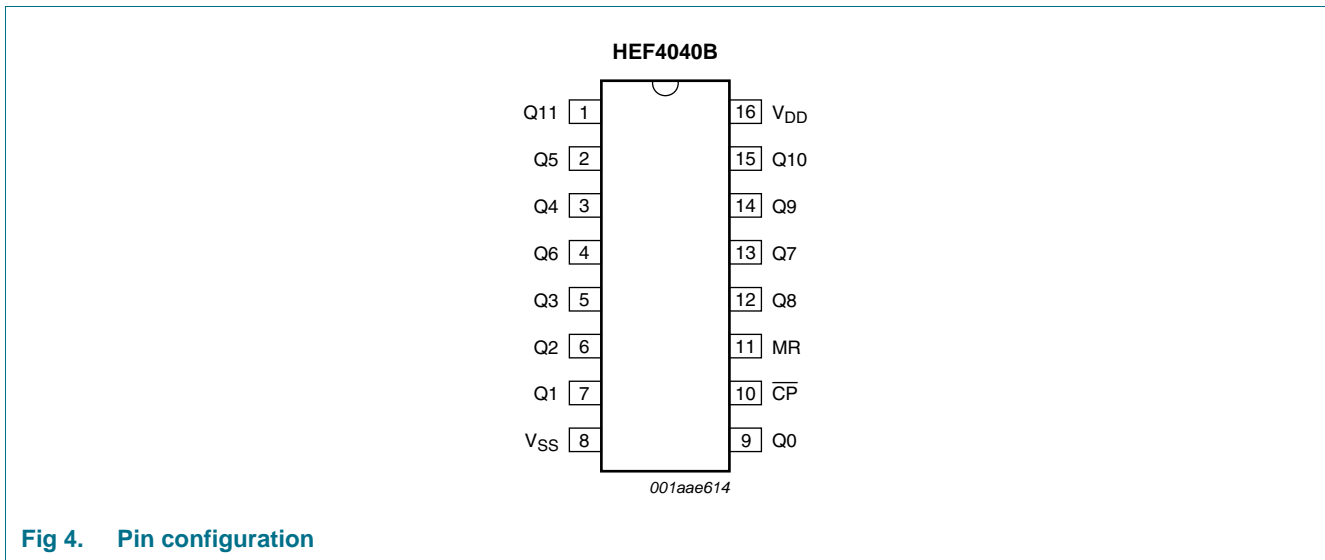 HEF4040B
Q11 1 16 VDD
Q5 2 15 Q10
Q4 3 14 Q9
Q6 4 13 Q7
Q3 5 12 Q8
Q2 6 11 MR
Q1 7 10 C̅P̅
VSS 8 9 Q0
001aae614
Fig 4. Pin configuration